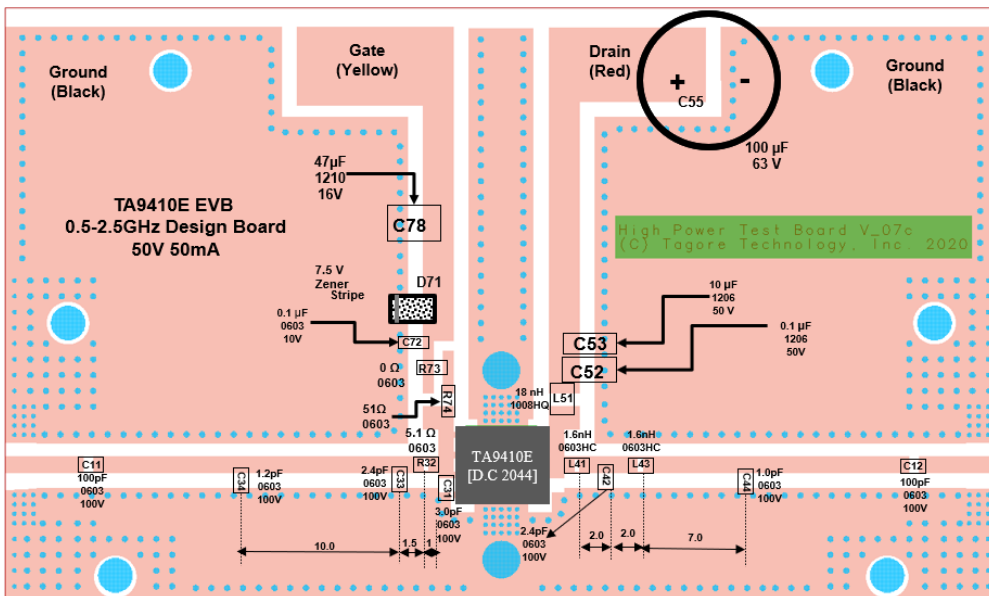 Ground
(Black)
Gate
(Yellow)
Drain
(Red)
+
-
C55
Ground
(Black)
100 µF
63 V
47µF
1210
16V
C78
TA9410E EVB
0.5-2.5GHz Design Board
50V 50mA
High Power Test Board V_07c
(C) Tagore Technology, Inc. 2020
7.5 V
Zener
Stripe
D71
10 µF
1206
50 V
0.1 µF
0603
10V
C72
C53
0.1 µF
1206
50V
0 Ω
0603
R73
C52
51Ω
0603
R74
18 nH
1008HQ
L51
5.1 Ω
0603
R32
TA9410E
[D.C 2044]
1.6nH
0603HC
L41
1.6nH
0603HC
L43
C11
100pF
0603
100V
C34
1.2pF
0603
100V
2.4pF
0603
100V
C33
C31
3.0pF
0603
100V
C42
2.4pF
0603
100V
C44
1.0pF
0603
100V
C12
100pF
0603
100V
10.0
1.5
1
2.0
2.0
7.0